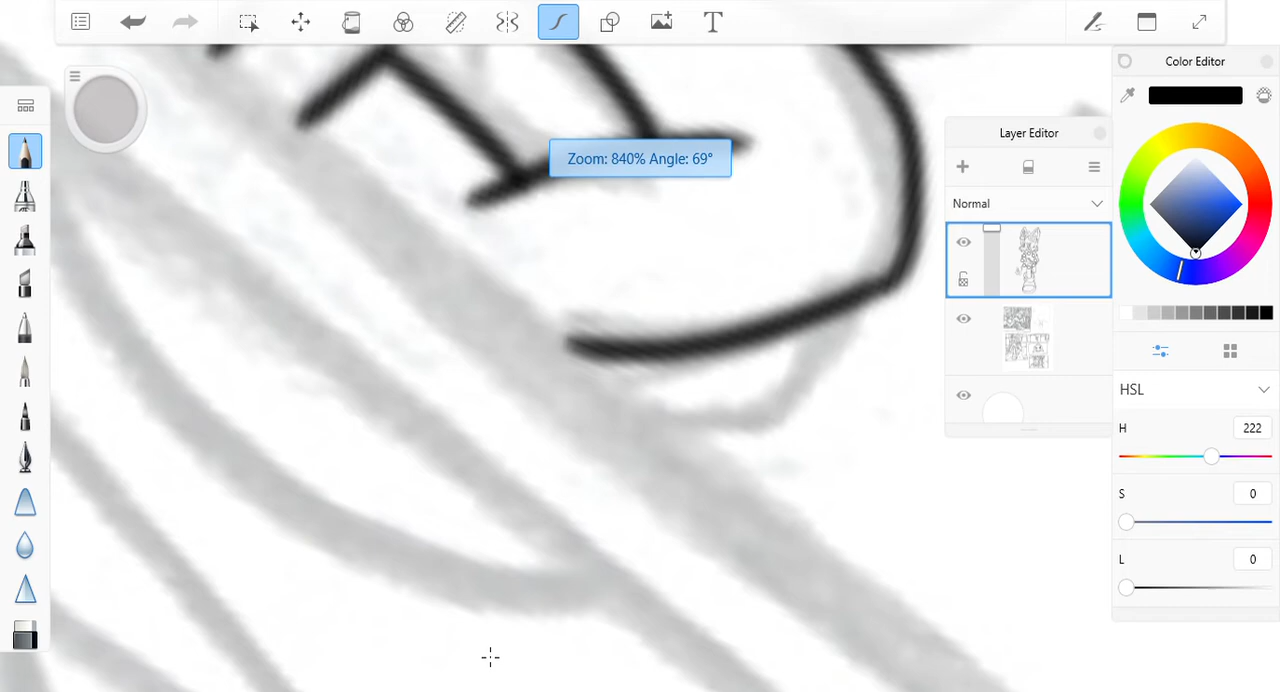 T
Color Editor
Layer Editor
Zoom: 840% Angle: 69°
Normal
HSL
H 222
S 0
L 0